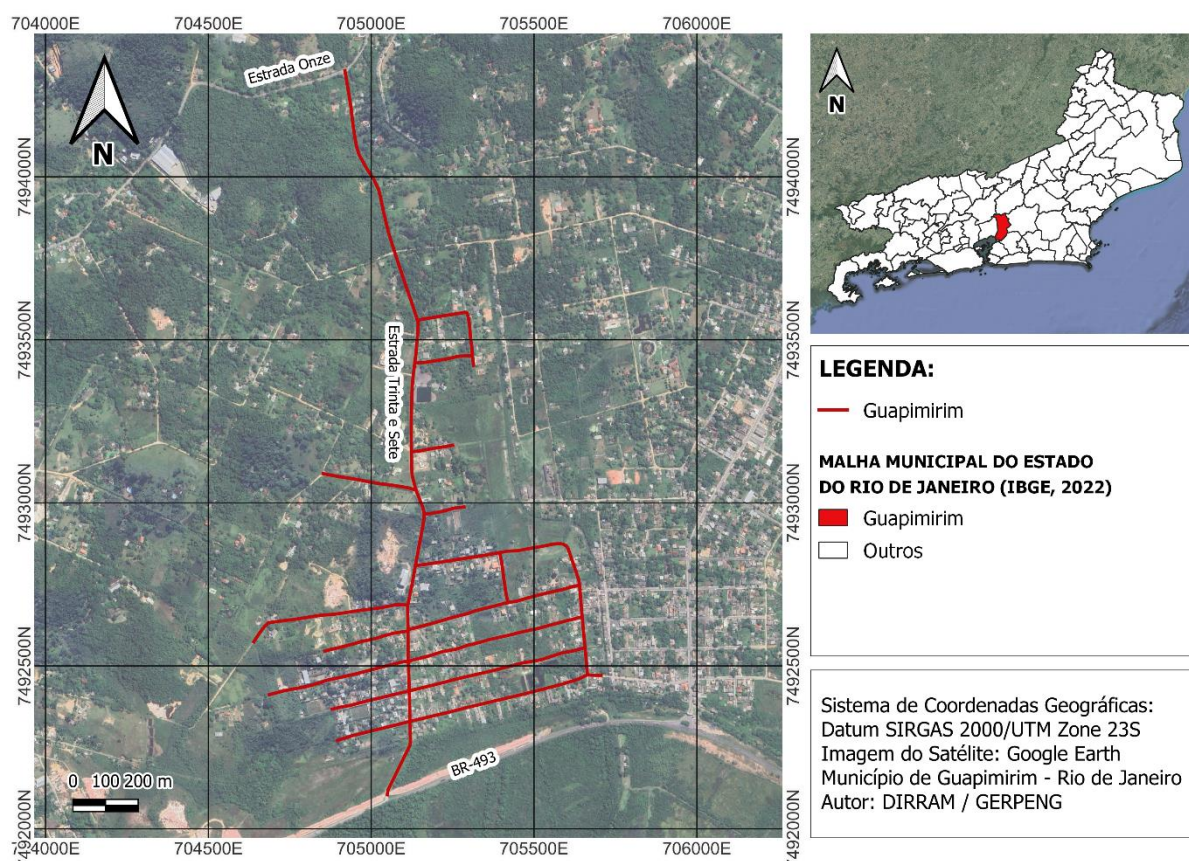 704000E 704500E 705000E 705500E 706000E
Estrada Onze
N
N
7494000N 7494000N
7493500N 7493500N
Estrada Trinta e Sete
7493000N 7493000N
7492500N 7492500N
BR-493
0 100 200 m
7492000N 7492000N
704000E 704500E 705000E 705500E 706000E
LEGENDA:
Guapimirim
MALHA MUNICIPAL DO ESTADO
DO RIO DE JANEIRO (IBGE, 2022)
Guapimirim
Outros
Sistema de Coordenadas Geográficas:
Datum SIRGAS 2000/UTM Zone 23S
Imagem do Satélite: Google Earth
Município de Guapimirim - Rio de Janeiro
Autor: DIRRAM / GERPENG